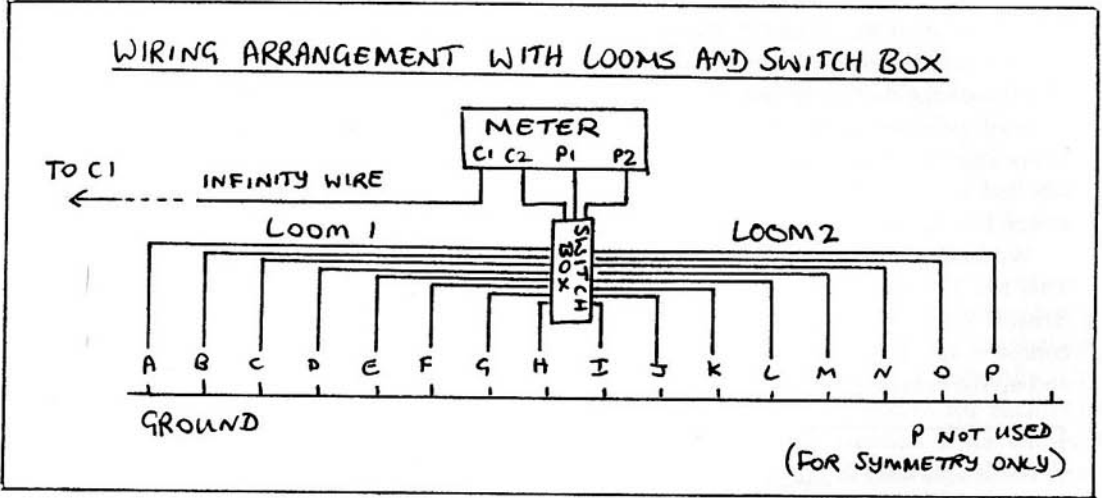 WIRING ARRANGEMENT WITH LOOMS AND SWITCH BOX
METER
C1 C2 P1 P2
TO C1
INFINITY WIRE
LOOM 1
SWITCH
BOX
LOOM 2
A B C D E F G H I J K L M N O P
GROUND
P NOT USED
(FOR SYMMETRY ONLY)